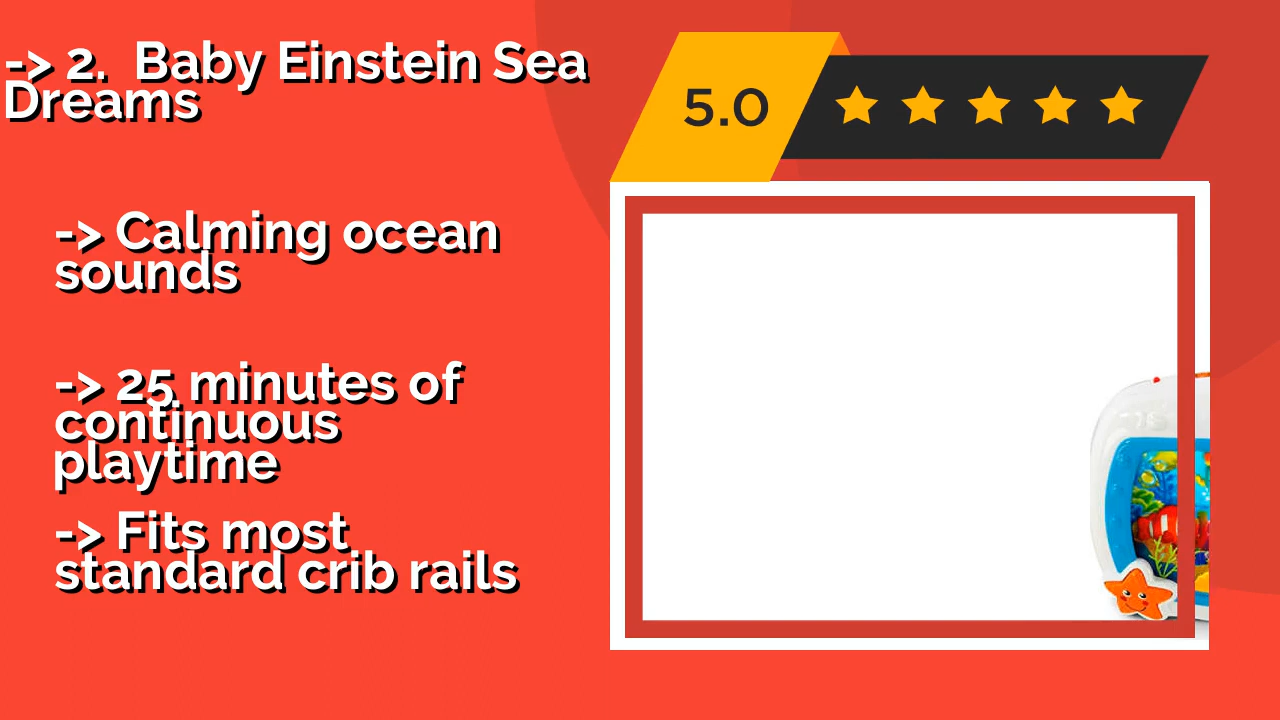 -> 2. Baby Einstein Sea
Dreams
5.0
-> Calming ocean
sounds
-> 25 minutes of
continuous
playtime
-> Fits most
standard crib rails